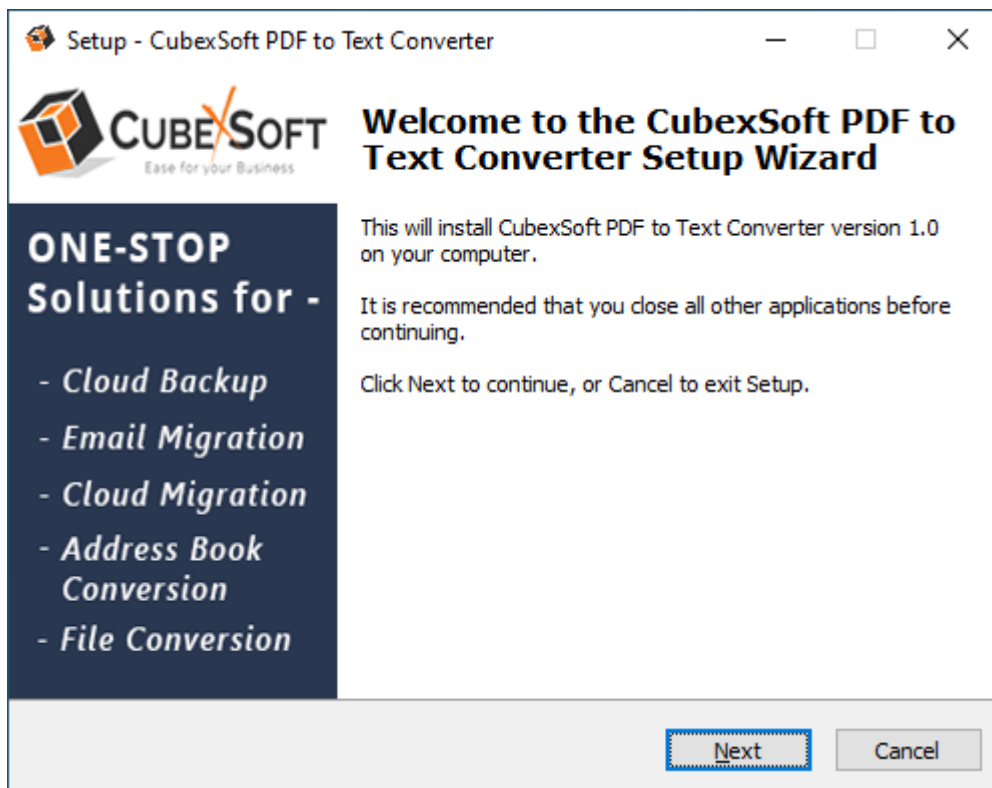 Setup - CubexSoft PDF to Text Converter
CUBEXSOFT
Ease for your Business
ONE-STOP
Solutions for -
- Cloud Backup
- Email Migration
- Cloud Migration
- Address Book
Conversion
- File Conversion
Welcome to the CubexSoft PDF to
Text Converter Setup Wizard
This will install CubexSoft PDF to Text Converter version 1.0
on your computer.
It is recommended that you close all other applications before
continuing.
Click Next to continue, or Cancel to exit Setup.
Next
Cancel